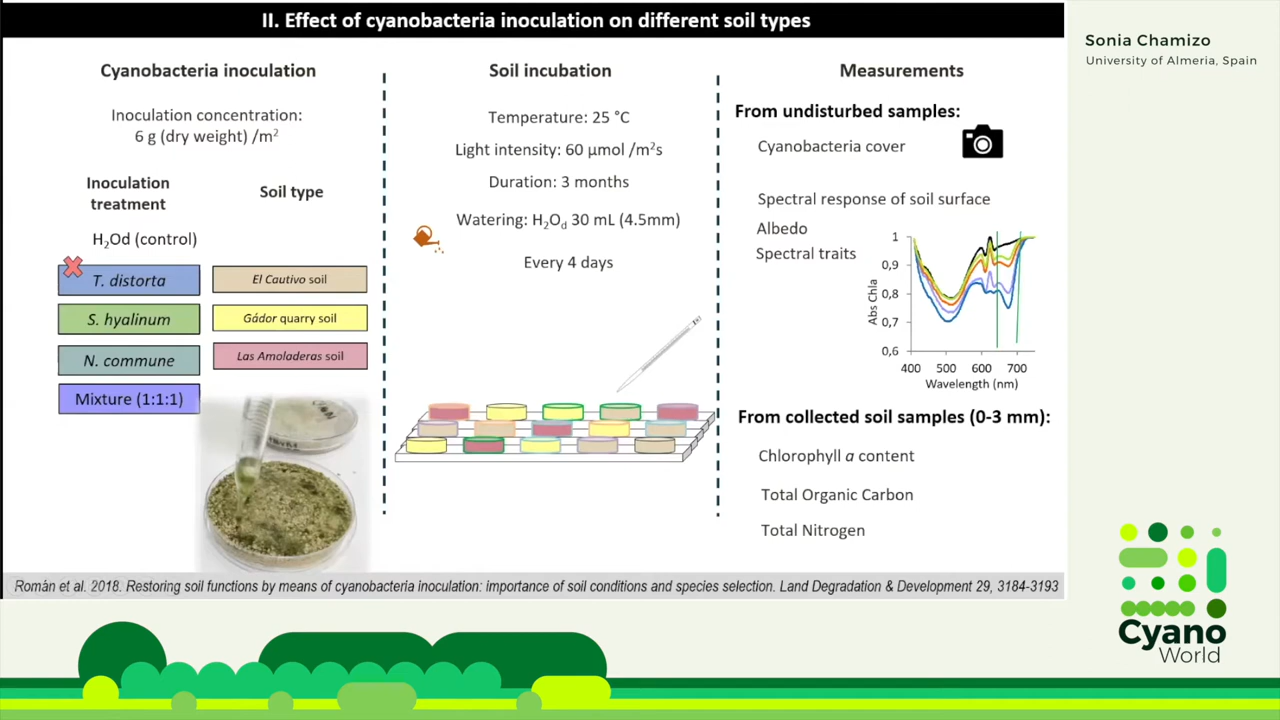 II. Effect of cyanobacteria inoculation on different soil types
Sonia Chamizo
University of Almeria, Spain
Cyanobacteria inoculation
Inoculation concentration:
6 g (dry weight) /m²
Inoculation
treatment
Soil type
H₂Od (control)
T. distorta
El Cautivo soil
S. hyalinum
Gádor quarry soil
N. commune
Las Amoladeras soil
Mixture (1:1:1)
Soil incubation
Temperature: 25 °C
Light intensity: 60 µmol /m²s
Duration: 3 months
Watering: H₂Od 30 mL (4.5mm)
Every 4 days
Measurements
From undisturbed samples:
Cyanobacteria cover
Spectral response of soil surface
Albedo
Spectral traits
Abs Chla
1
0,9
0,8
0,7
0,6
400 500 600 700
Wavelength (nm)
From collected soil samples (0-3 mm):
Chlorophyll a content
Total Organic Carbon
Total Nitrogen
Román et al. 2018. Restoring soil functions by means of cyanobacteria inoculation: importance of soil conditions and species selection. Land Degradation & Development 29, 3184-3193
Cyano
World